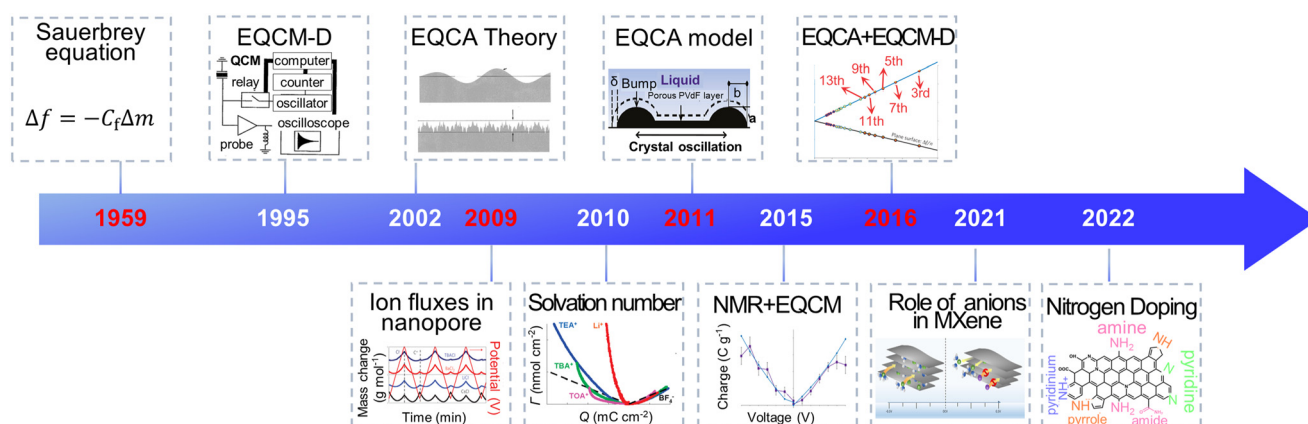 Sauerbrey
equation
Δf = −C_fΔm
EQCM-D
QCM
relay
computer
counter
oscillator
oscilloscope
probe
EQCA Theory
EQCA model
δ
Bump
Liquid
b
Porous PVdF layer
a
Crystal oscillation
EQCA+EQCM-D
13th
9th
5th
3rd
7th
11th
1959
1995
2002
2009
2010
2011
2015
2016
2021
2022
Ion fluxes in
nanopore
Mass change
(g mol⁻¹)
Potential (V)
Time (min)
Solvation number
TEA⁺
Li⁺
TBA⁺
TOA⁺
Γ (nmol cm⁻²)
Q (mC cm⁻²)
NMR+EQCM
Charge (C g⁻¹)
Voltage (V)
Role of anions
in MXene
Nitrogen Doping
amine
NH₂
NH
pyridinium
NH⁺
N
pyridine
N
NH
NH₂
pyrrole
amide